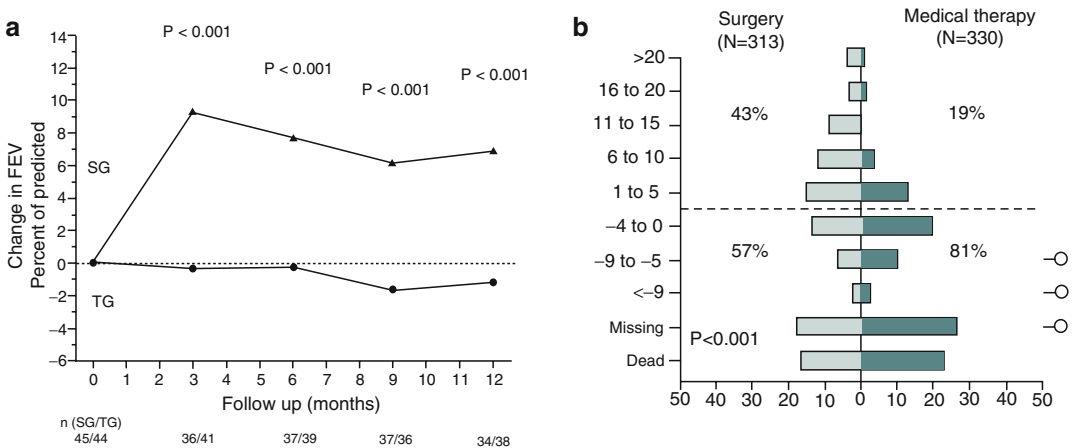 a
P < 0.001
P < 0.001
P < 0.001
P < 0.001
14
12
10
8
6
4
2
0
–2
–4
–6
Change in FEV
Percent of predicted
SG
TG
0 1 2 3 4 5 6 7 8 9 10 11 12
Follow up (months)
n (SG/TG)
45/44 36/41 37/39 37/36 34/38
b
Surgery
(N=313)
Medical therapy
(N=330)
>20
16 to 20
11 to 15
43%
19%
6 to 10
1 to 5
–4 to 0
57%
81%
–9 to –5
<–9
Missing
P<0.001
Dead
50 40 30 20 10 0 10 20 30 40 50